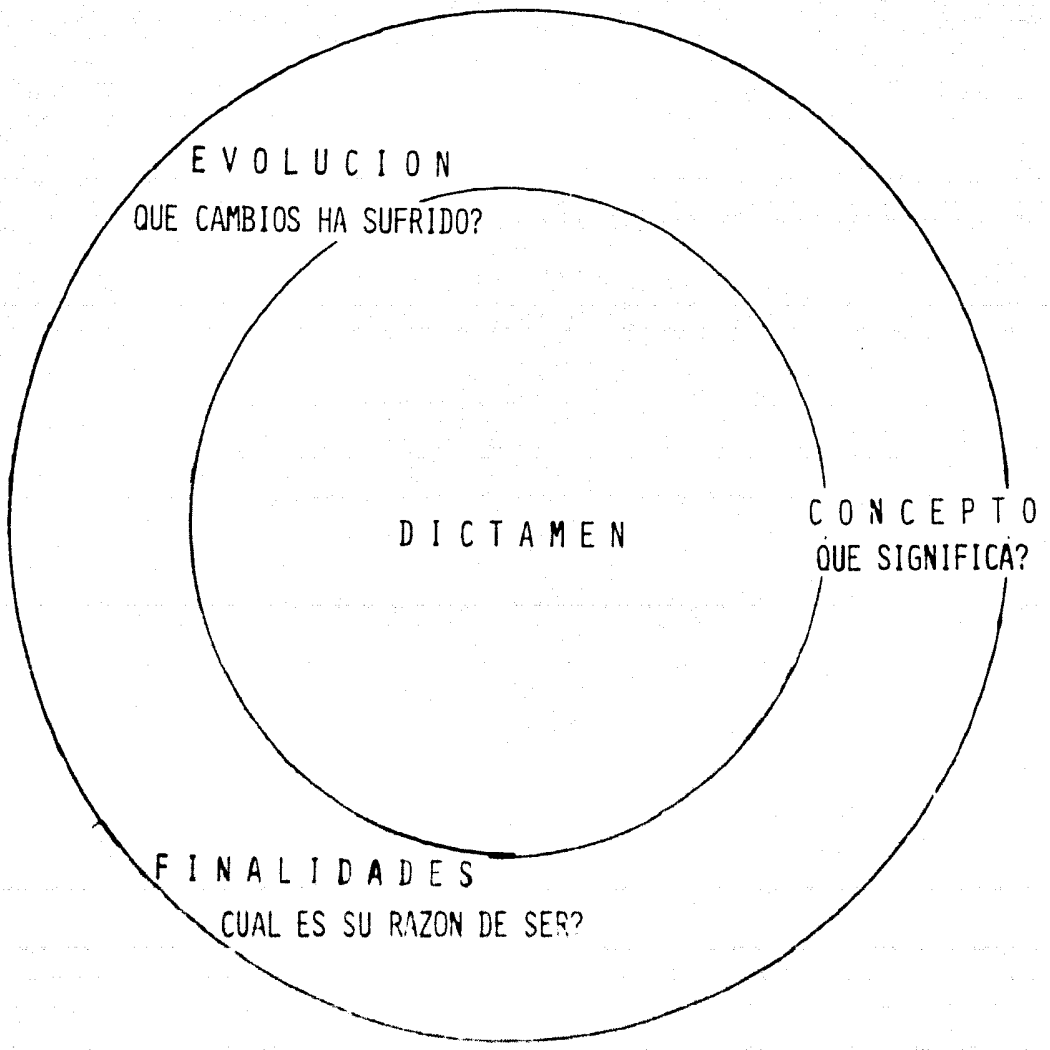 EVOLUCION
QUE CAMBIOS HA SUFRIDO?
DICTAMEN
CONCEPTO
QUE SIGNIFICA?
FINALIDADES
CUAL ES SU RAZON DE SER?